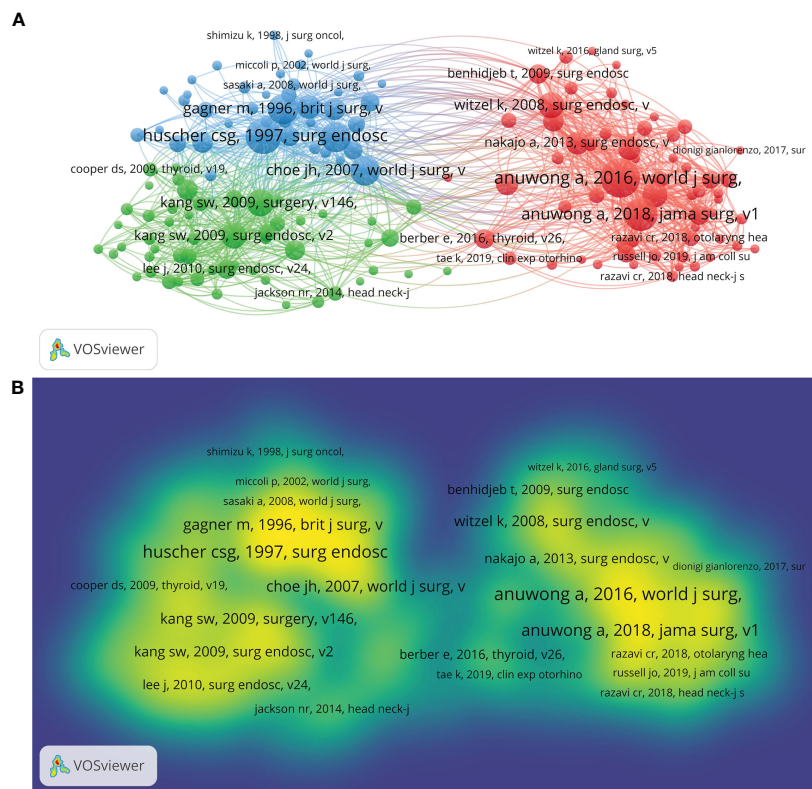 A
shimizu k, 1998, j surg oncol,
witzel k, 2016, gland surg, v5
miccoli p, 2002, world j surg,
benhidjeb t, 2009, surg endosc
sasaki a, 2008, world j surg,
gagner m, 1996, brit j surg, v
witzel k, 2008, surg endosc, v
huscher csg, 1997, surg endosc
nakajo a, 2013, surg endosc, v
dionigi gianlorenzo, 2017, sur
cooper ds, 2009, thyroid, v19,
choe jh, 2007, world j surg, v
anuwong a, 2016, world j surg,
kang sw, 2009, surgery, v146,
anuwong a, 2018, jama surg, v1
kang sw, 2009, surg endosc, v2
berber e, 2016, thyroid, v26,
razavi cr, 2018, otolaryng hea
tae k, 2019, clin exp otorhino
russell jo, 2019, j am coll su
lee j, 2010, surg endosc, v24,
razavi cr, 2018, head neck-j s
jackson nr, 2014, head neck-j
VOSviewer
B
shimizu k, 1998, j surg oncol,
witzel k, 2016, gland surg, v5
miccoli p, 2002, world j surg,
benhidjeb t, 2009, surg endosc
sasaki a, 2008, world j surg,
gagner m, 1996, brit j surg, v
witzel k, 2008, surg endosc, v
huscher csg, 1997, surg endosc
nakajo a, 2013, surg endosc, v
dionigi gianlorenzo, 2017, sur
cooper ds, 2009, thyroid, v19,
choe jh, 2007, world j surg, v
anuwong a, 2016, world j surg,
kang sw, 2009, surgery, v146,
anuwong a, 2018, jama surg, v1
kang sw, 2009, surg endosc, v2
berber e, 2016, thyroid, v26,
razavi cr, 2018, otolaryng hea
tae k, 2019, clin exp otorhino
russell jo, 2019, j am coll su
lee j, 2010, surg endosc, v24,
razavi cr, 2018, head neck-j s
jackson nr, 2014, head neck-j
VOSviewer